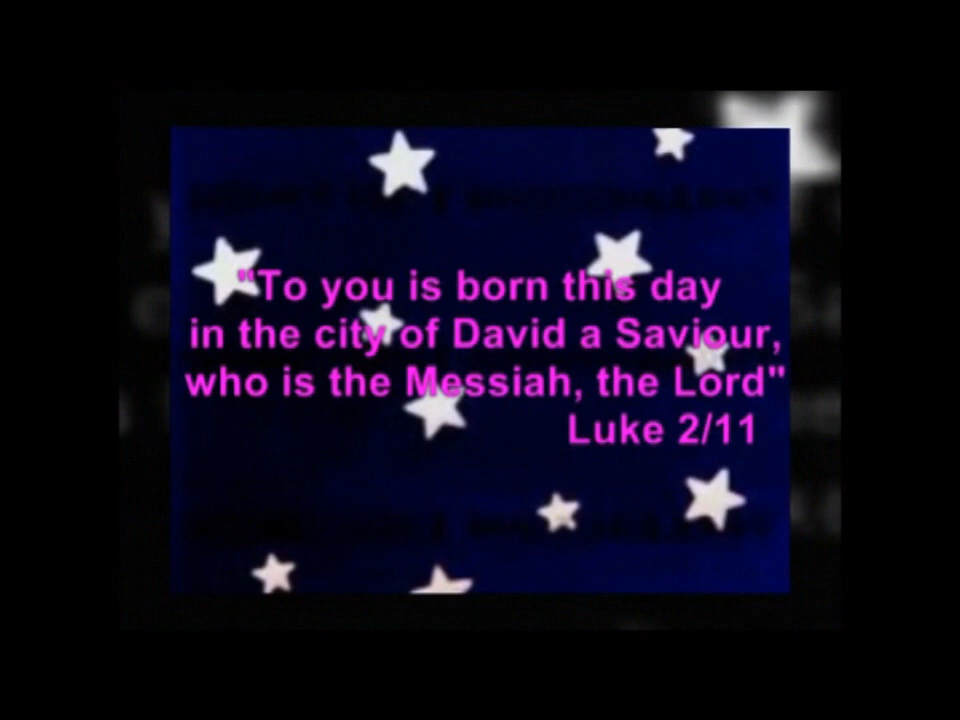 "To you is born this day
in the city of David a Saviour,
who is the Messiah, the Lord"
Luke 2/11